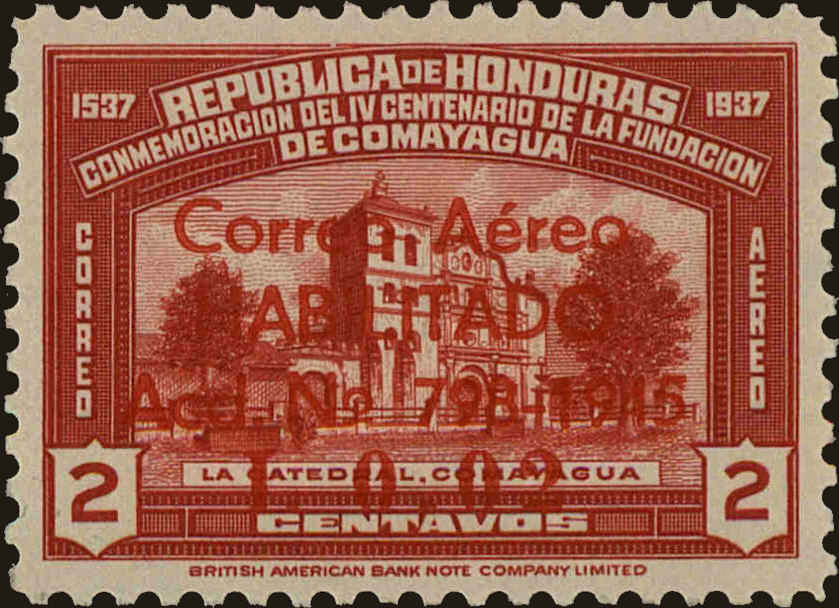 REPUBLICA DE HONDURAS
1537
1937
CONMEMORACION DEL IV CENTENARIO DE LA FUNDACION
DE COMAYAGUA
CORREO
AEREO
Correo Aéreo
HABILITADO
Acd. No. 798-1945
L 0.02
LA CATEDRAL, COMAYAGUA
2
2
CENTAVOS
BRITISH AMERICAN BANK NOTE COMPANY LIMITED